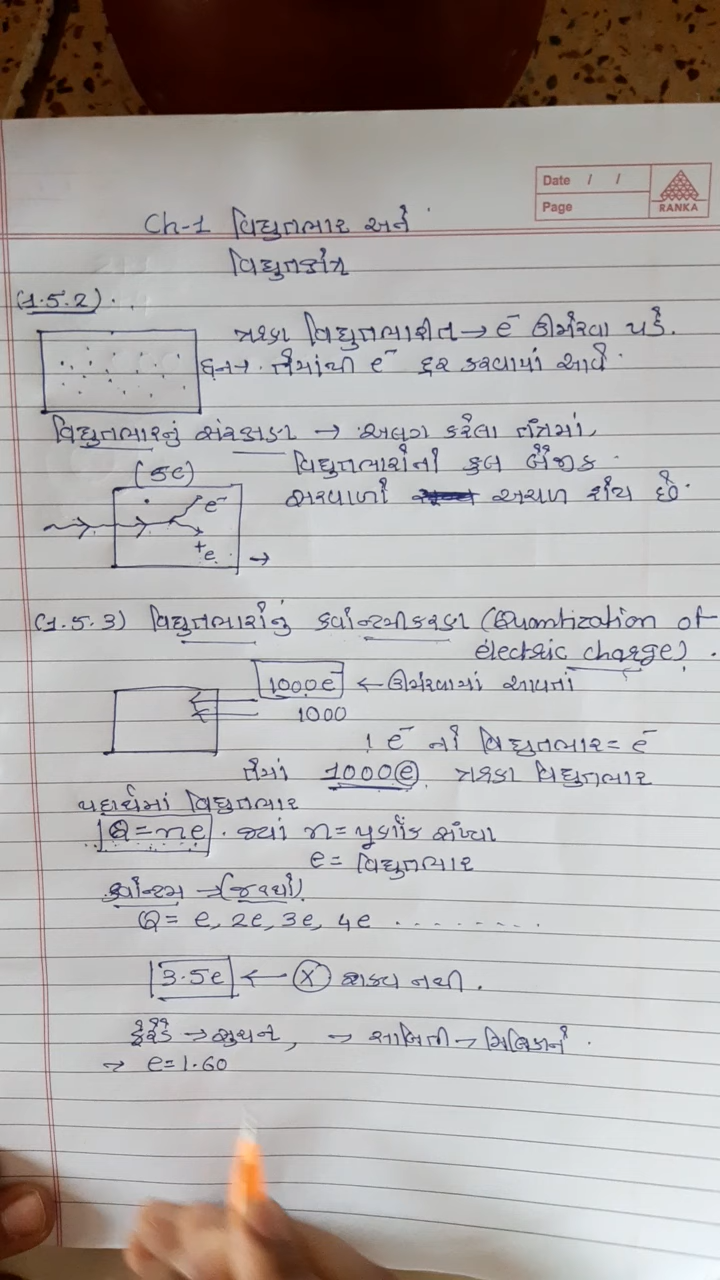 Date / /
Page
RANKA
Ch-1 વિદ્યુતભાર અને
વિદ્યુતક્ષેત્ર
(1.5.2).
ઋણ વિદ્યુતભારીત → e⁻ ઉમેરવા પડે.
ધન → તેમાંથી e⁻ દૂર કરવામાં આવે.
વિદ્યુતભારનું સંરક્ષણ → અલગ કરેલા તંત્રમાં,
(5e) વિદ્યુતભારોનો કુલ બૈજીક
e⁻ સરવાળો અચળ રહે છે.
+e →
(1.5.3) વિદ્યુતભારોનું ક્વોન્ટમીકરણ (Quantization of
electric charge).
1000e⁻ ← ઉમેરવામાં આવતાં
1000
1 e⁻ નો વિદ્યુતભાર = e⁻
તેમાં 1000e ઋણ વિદ્યુતભાર
પદાર્થમાં વિદ્યુતભાર
Q=ne. જ્યાં n = પૂર્ણાંક સંખ્યા
e = વિદ્યુતભાર
ક્વોન્ટમ → (જથ્થો)
Q = e, 2e, 3e, 4e ........
3.5e ← X શક્ય નથી.
ફેરેડે → સુચન, → સાબિતી → મિલિકાને.
→ e=1.60